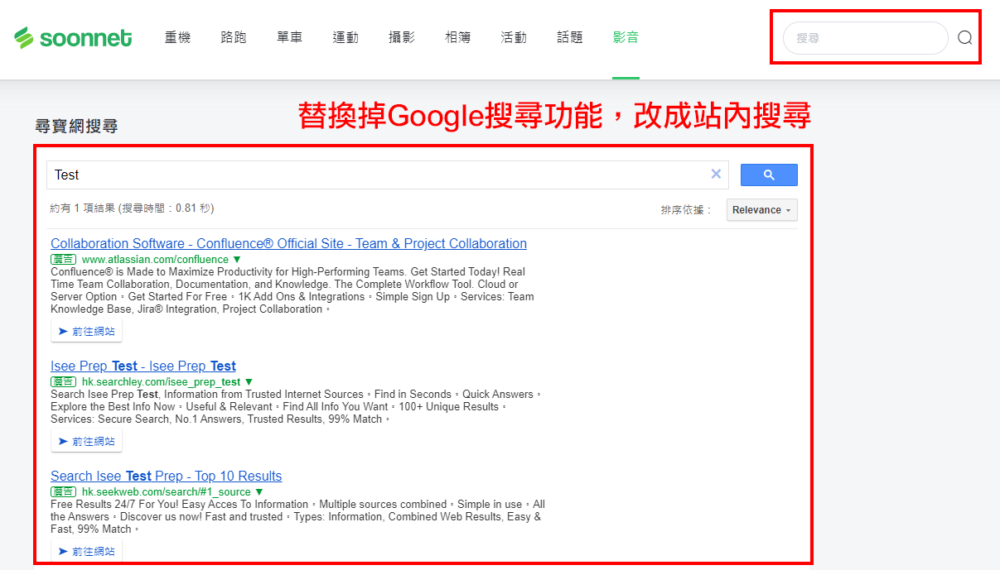 soonnet 重機 路跑 單車 運動 攝影 相簿 活動 話題 影音 搜尋
替換掉Google搜尋功能，改成站內搜尋
尋寶網搜尋
Test
約有 1 項結果 (搜尋時間：0.81 秒) 排序依據： Relevance
Collaboration Software - Confluence® Official Site - Team & Project Collaboration
廣告 www.atlassian.com/confluence ▼
Confluence® is Made to Maximize Productivity for High-Performing Teams. Get Started Today! Real
Time Team Collaboration, Documentation, and Knowledge. The Complete Workflow Tool. Cloud or
Server Option。Get Started For Free。1K Add Ons & Integrations。Simple Sign Up。Services: Team
Knowledge Base, Jira® Integration, Project Collaboration。
前往網站
Isee Prep Test - Isee Prep Test
廣告 hk.searchley.com/isee_prep_test ▼
Search Isee Prep Test, Information from Trusted Internet Sources。Find in Seconds。Quick Answers。
Explore the Best Info Now。Useful & Relevant。Find All Info You Want。100+ Unique Results。
Services: Secure Search, No.1 Answers, Trusted Results, 99% Match。
前往網站
Search Isee Test Prep - Top 10 Results
廣告 hk.seekweb.com/search/#1_source ▼
Free Results 24/7 For You! Easy Acces To Information。Multiple sources combined。Simple in use。All
the Answers。Discover us now! Fast and trusted。Types: Information, Combined Web Results, Easy &
Fast, 99% Match。
前往網站